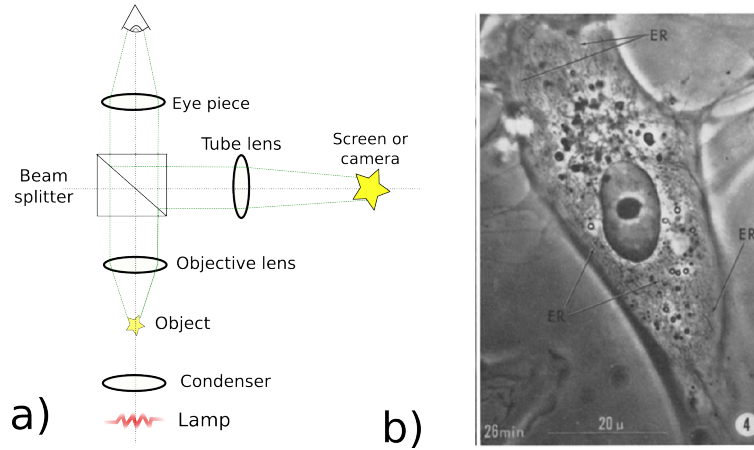 Eye piece
Tube lens
Screen or
camera
Beam
splitter
Objective lens
Object
Condenser
Lamp
a)
b)
ER
ER
ER
26min
20 μ
4